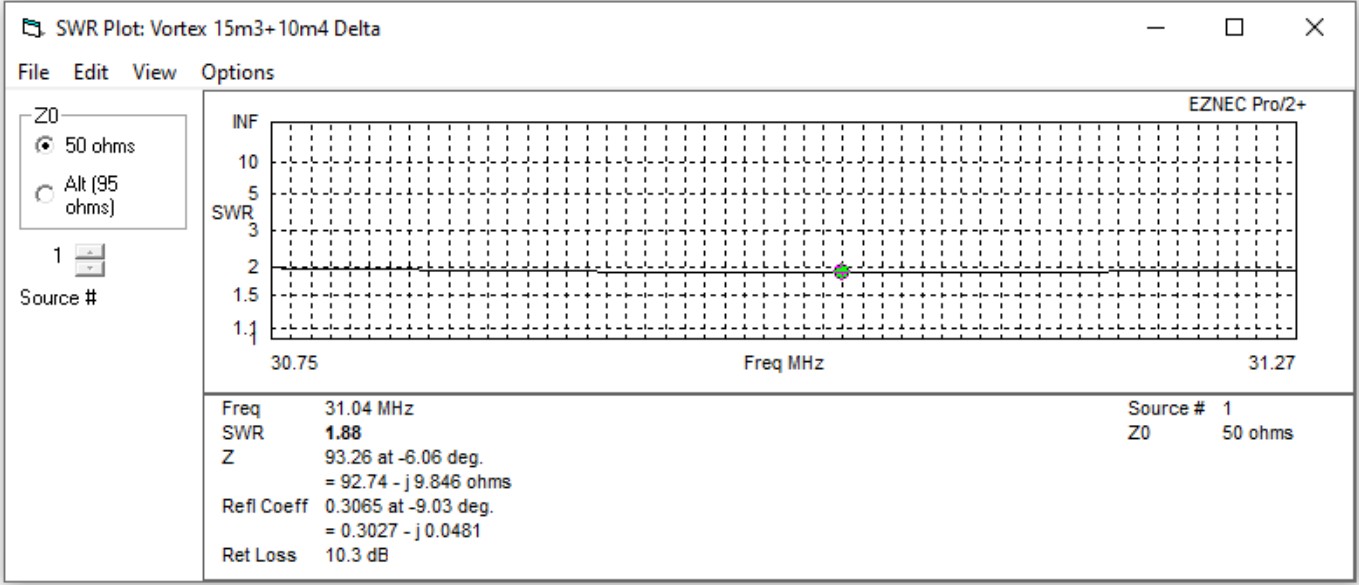 SWR Plot: Vortex 15m3+10m4 Delta
File Edit View Options
Z0
50 ohms
Alt (95
ohms)
1
Source #
EZNEC Pro/2+
INF
10
5
SWR
3
2
1.5
1.1
1
30.75 Freq MHz 31.27
Freq 31.04 MHz Source # 1
SWR 1.88 Z0 50 ohms
Z 93.26 at -6.06 deg.
= 92.74 - j 9.846 ohms
Refl Coeff 0.3065 at -9.03 deg.
= 0.3027 - j 0.0481
Ret Loss 10.3 dB